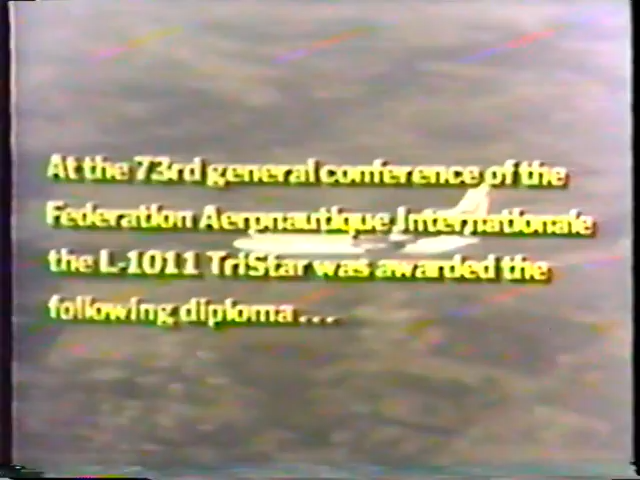 At the 73rd general conference of the
Federation Aeronautique Internationale
the L-1011 TriStar was awarded the
following diploma...